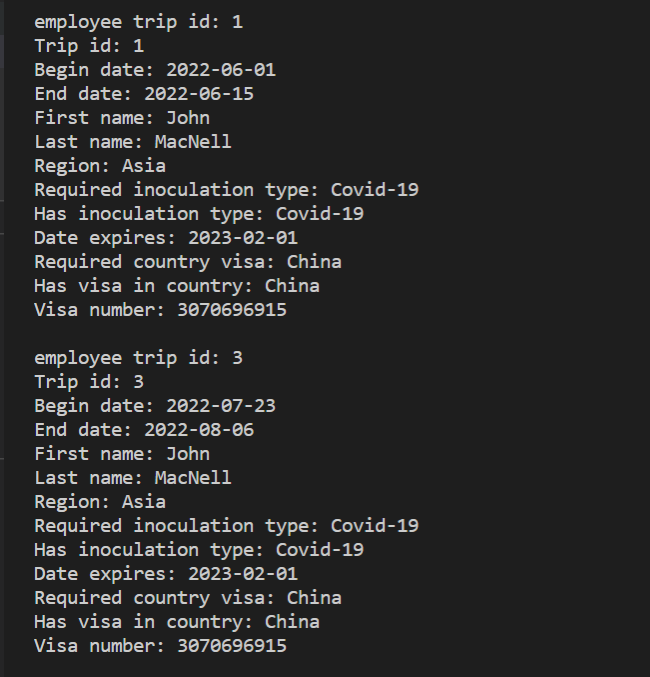 employee trip id: 1
Trip id: 1
Begin date: 2022-06-01
End date: 2022-06-15
First name: John
Last name: MacNell
Region: Asia
Required inoculation type: Covid-19
Has inoculation type: Covid-19
Date expires: 2023-02-01
Required country visa: China
Has visa in country: China
Visa number: 3070696915
employee trip id: 3
Trip id: 3
Begin date: 2022-07-23
End date: 2022-08-06
First name: John
Last name: MacNell
Region: Asia
Required inoculation type: Covid-19
Has inoculation type: Covid-19
Date expires: 2023-02-01
Required country visa: China
Has visa in country: China
Visa number: 3070696915